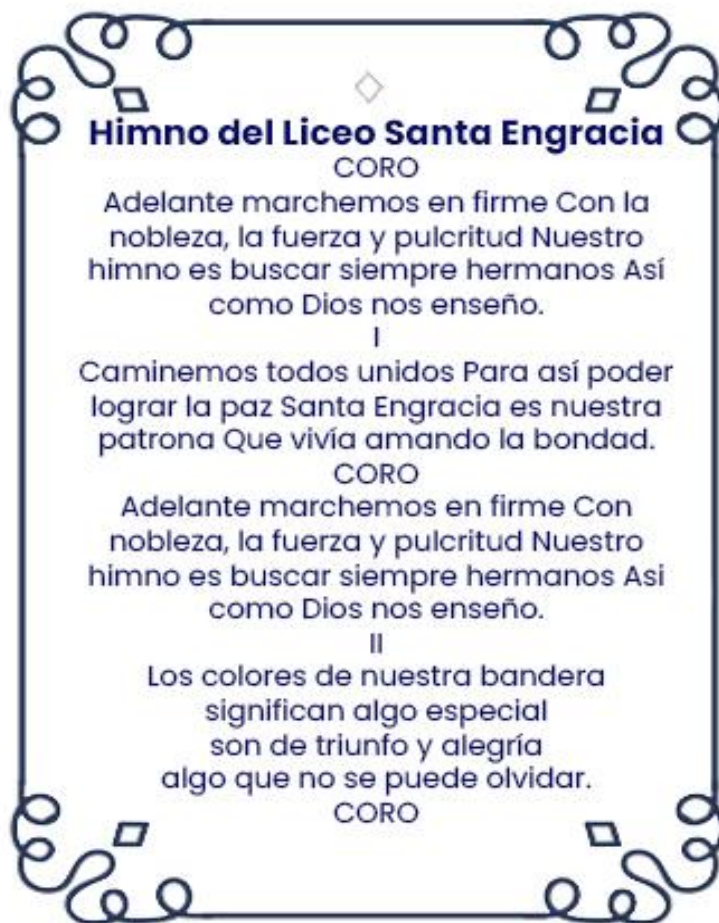 Himno del Liceo Santa Engracia
CORO
Adelante marchemos en firme Con la
nobleza, la fuerza y pulcritud Nuestro
himno es buscar siempre hermanos Así
como Dios nos enseño.
I
Caminemos todos unidos Para así poder
lograr la paz Santa Engracia es nuestra
patrona Que vivía amando la bondad.
CORO
Adelante marchemos en firme Con
nobleza, la fuerza y pulcritud Nuestro
himno es buscar siempre hermanos Asi
como Dios nos enseño.
II
Los colores de nuestra bandera
significan algo especial
son de triunfo y alegría
algo que no se puede olvidar.
CORO